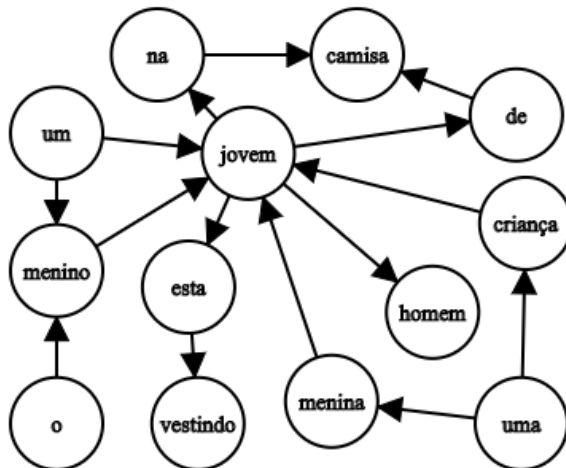 na
camisa
um
de
jovem
criança
menino
esta
homem
menina
o
vestindo
uma